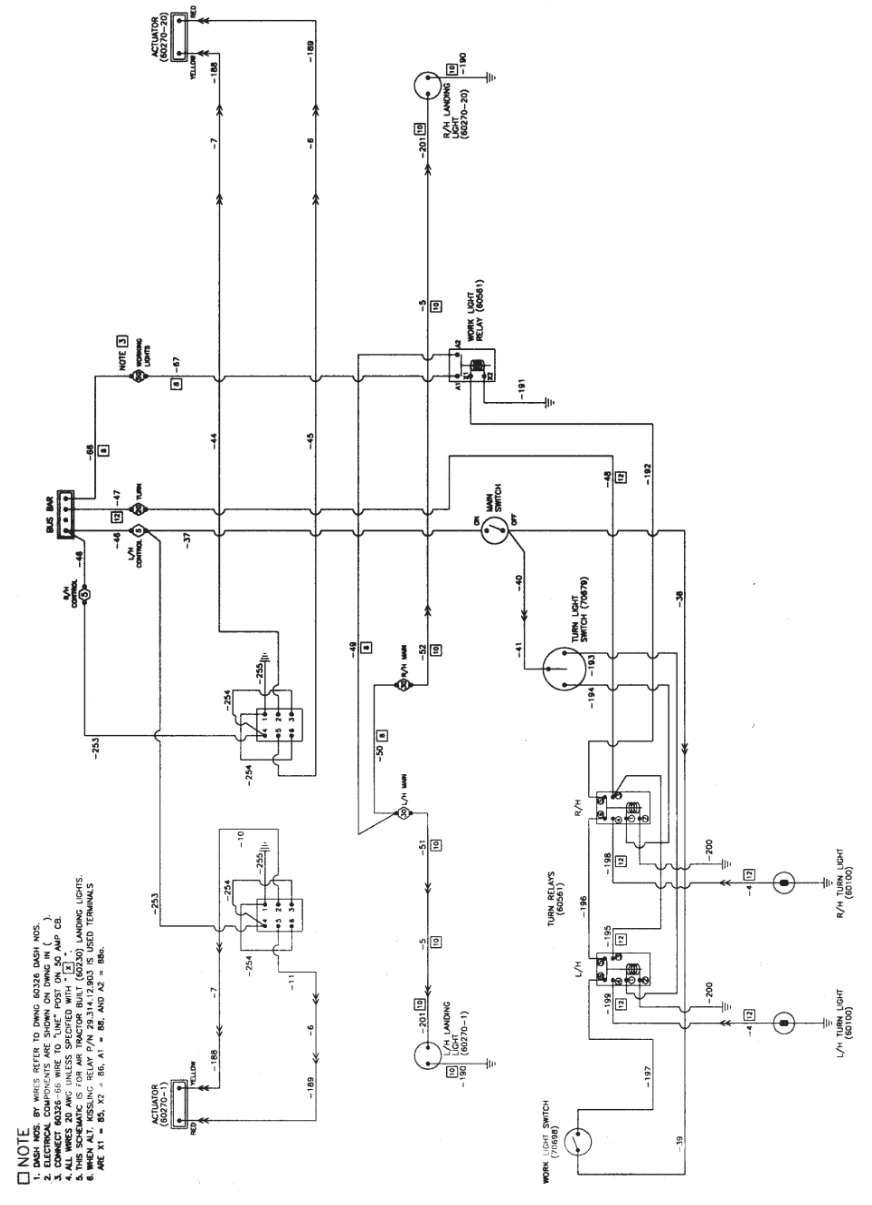 NOTE
1. DASH NOS. BY WIRES REFER TO DWNG 60326 DASH NOS.
2. ELECTRICAL COMPONENTS ARE SHOWN ON DWNG IN ( ).
3. CONNECT 60326-66 WIRE TO "LINE" POST ON 50 AMP CB.
4. ALL WIRES 20 AWG UNLESS SPECIFIED WITH " X ".
5. THIS SCHEMATIC IS FOR AIR TRACTOR BUILT (60230) LANDING LIGHTS.
6. WHEN ALT. KISSLING RELAY P/N 29.314.12.903 IS USED TERMINALS
ARE X1 = 85, X2 = 86, A1 = 88, AND A2 = 88a.
ACTUATOR
(60270-1)
RED
YELLOW
-188
-189
-7
-6
-10
-11
-253
-254
-254
-255
1
2
3
4
5
6
-253
-254
-254
-255
1
2
3
4
5
6
R/H
CONTROL
5
-46
BUS BAR
-46
L/H
CONTROL
5
-47
12
20
TURN
-37
-66
8
NOTE 3
50
WORKING
LIGHTS
-67
8
-44
-45
-7
-6
-188
-189
YELLOW
RED
ACTUATOR
(60270-20)
L/H LANDING
LIGHT
(60270-1)
-201
10
10
-190
-5
10
-51
10
30
L/H MAIN
-50
8
30
R/H MAIN
-49
8
-52
10
-5
10
-201
10
R/H LANDING
LIGHT
(60270-20)
10
-190
WORK LIGHT
RELAY (60561)
A1
A2
X1
X2
-191
-192
MAIN
SWITCH
ON
OFF
-48
12
-40
-41
-38
TURN LIGHT
SWITCH (70679)
-193
-194
TURN RELAYS
(60561)
R/H
L/H
-196
-195
12
-198
12
-199
12
-200
-200
-4
12
-4
12
R/H TURN LIGHT
(60100)
L/H TURN LIGHT
(60100)
-197
WORK LIGHT SWITCH
(70698)
-39